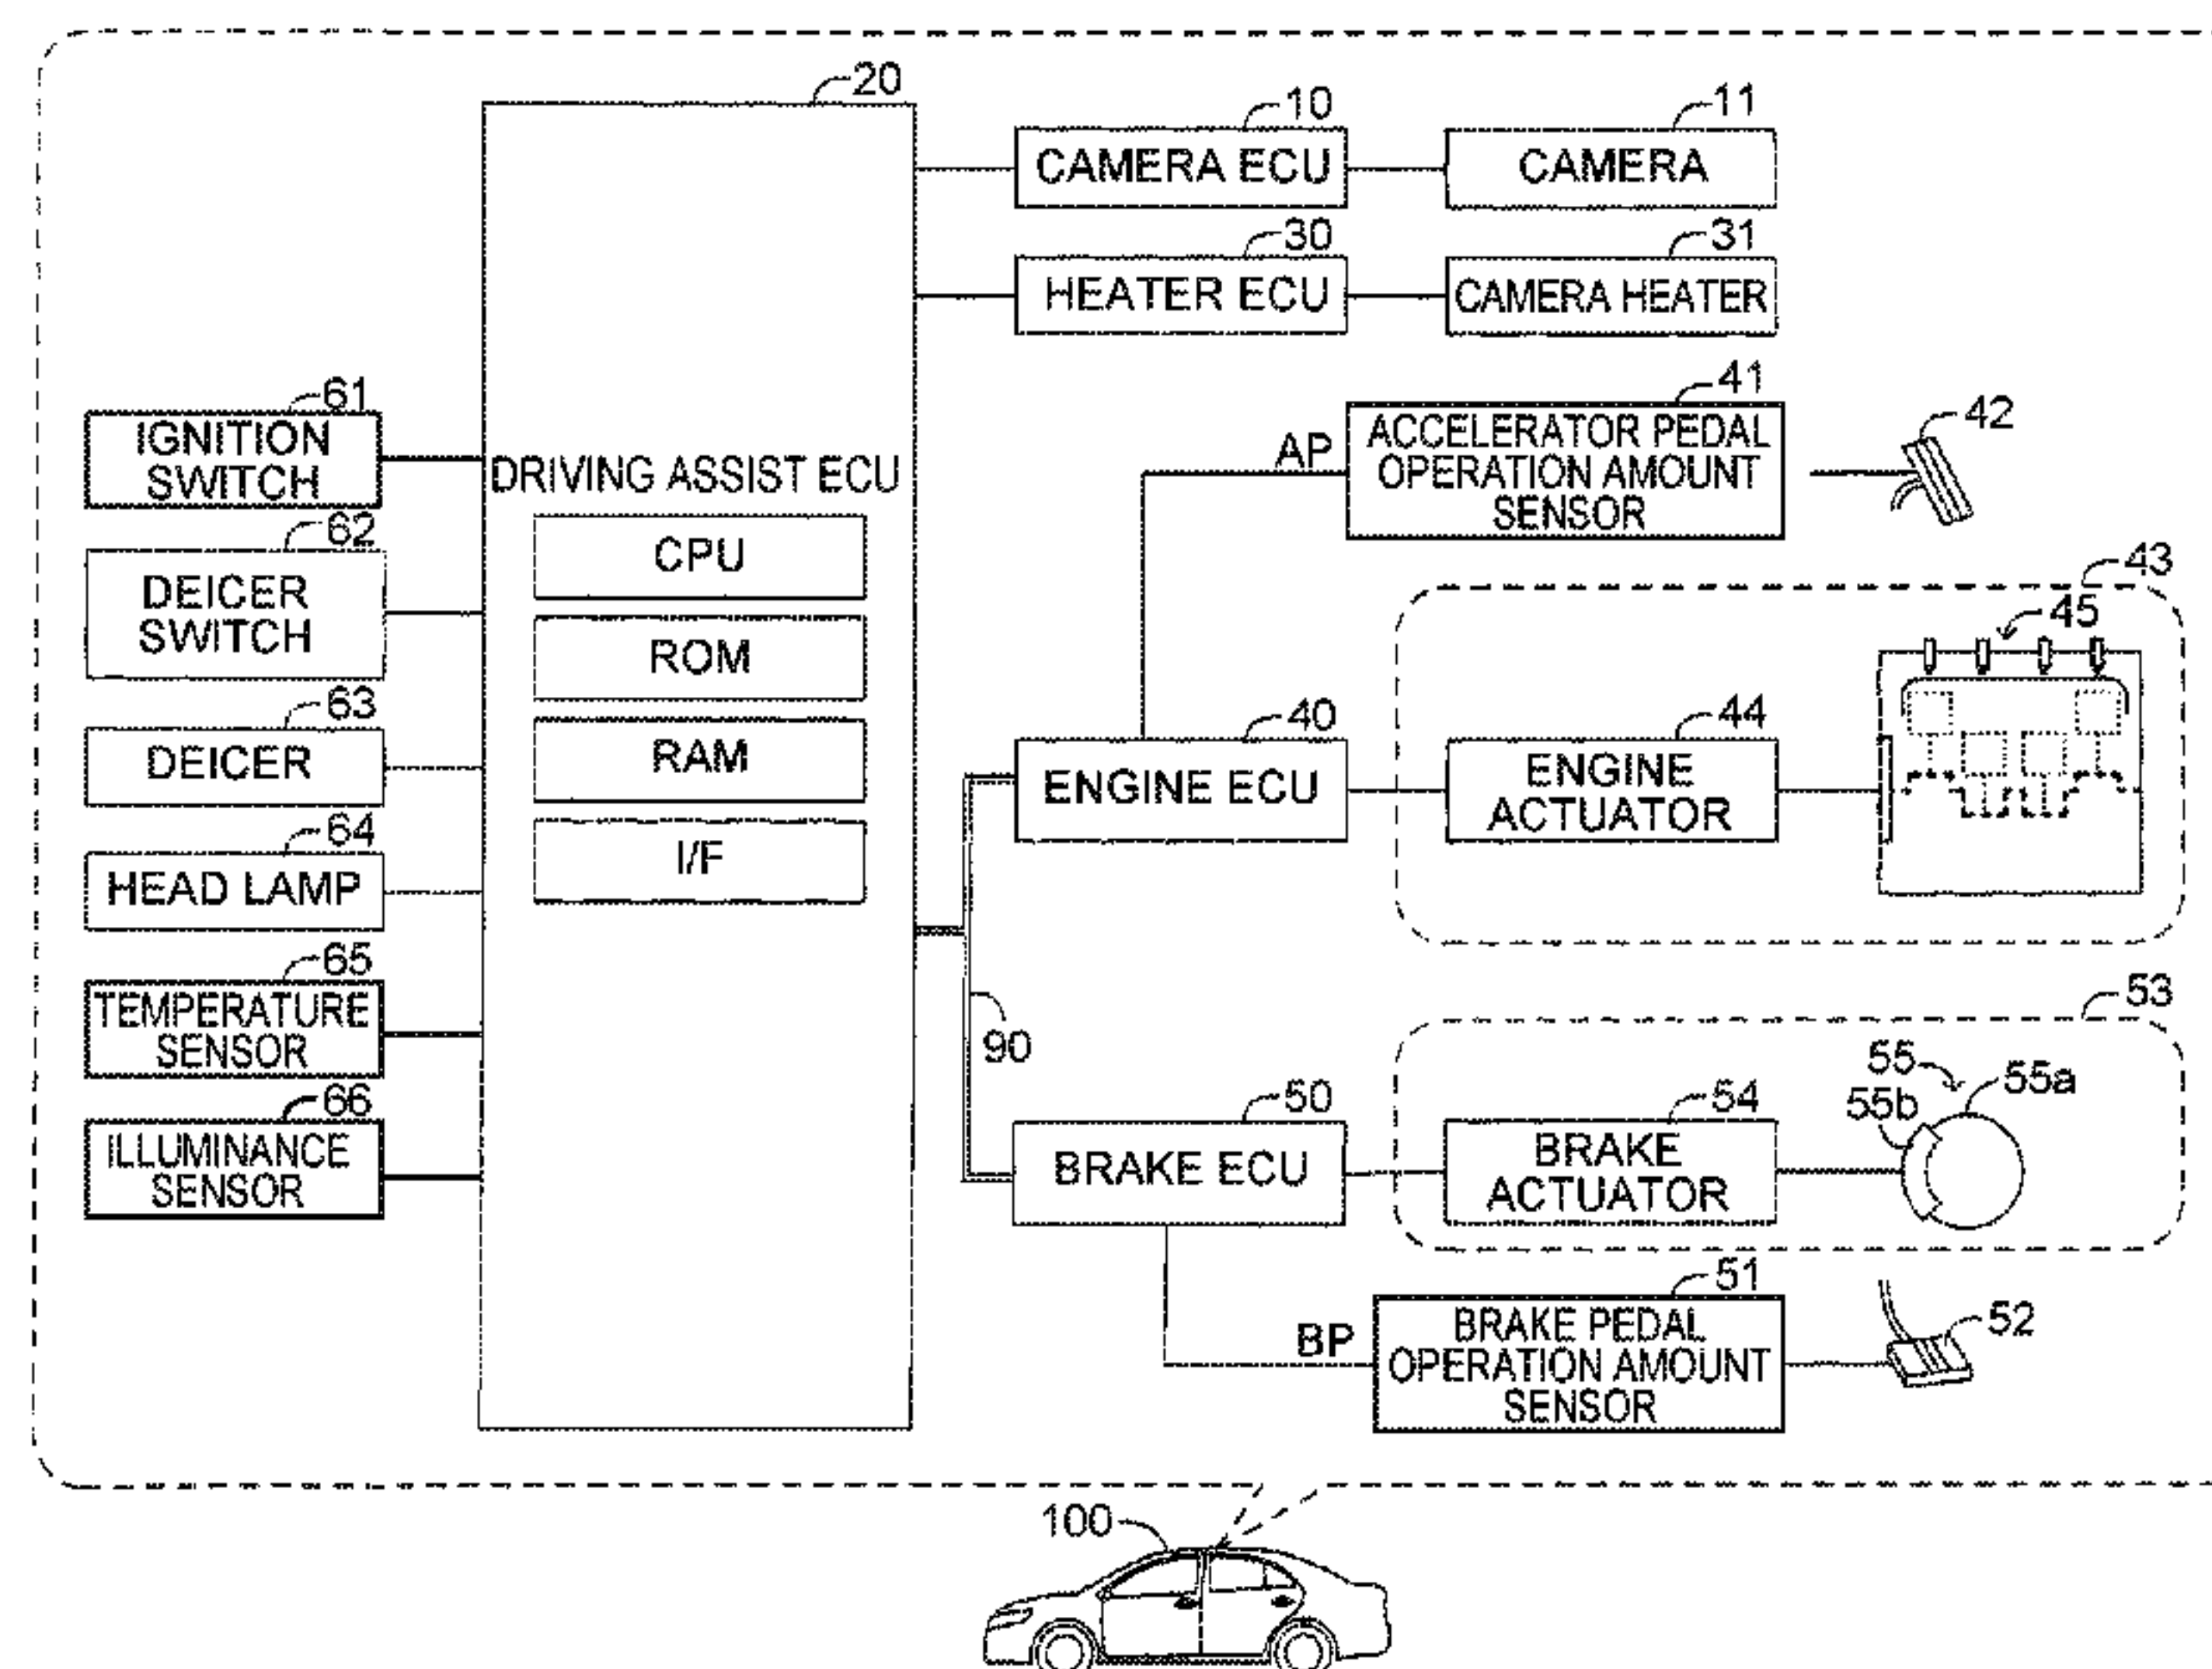 20
10
CAMERA ECU
11
CAMERA
30
HEATER ECU
31
CAMERA HEATER
61
IGNITION
SWITCH
62
DEICER
SWITCH
63
DEICER
64
HEAD LAMP
65
TEMPERATURE
SENSOR
66
ILLUMINANCE
SENSOR
DRIVING ASSIST ECU
CPU
ROM
RAM
I/F
41
AP
ACCELERATOR PEDAL
OPERATION AMOUNT
SENSOR
42
43
45
40
ENGINE ECU
44
ENGINE
ACTUATOR
90
53
50
BRAKE ECU
54
BRAKE
ACTUATOR
55
55a
55b
51
BP
BRAKE PEDAL
OPERATION AMOUNT
SENSOR
52
100